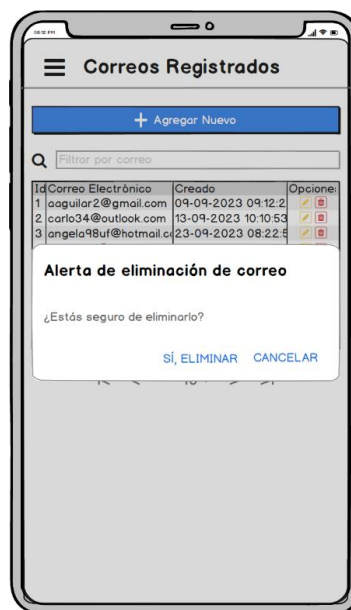 Correos Registrados
+ Agregar Nuevo
Filtrar por correo
Id Correo Electrónico Creado Opciones
1 aaguilar2@gmail.com 09-09-2023 09:12:2
2 carlo34@outlook.com 13-09-2023 10:10:53
3 angela98uf@hotmail.co 23-09-2023 08:22:5
Alerta de eliminación de correo
¿Estás seguro de eliminarlo?
SÍ, ELIMINAR CANCELAR